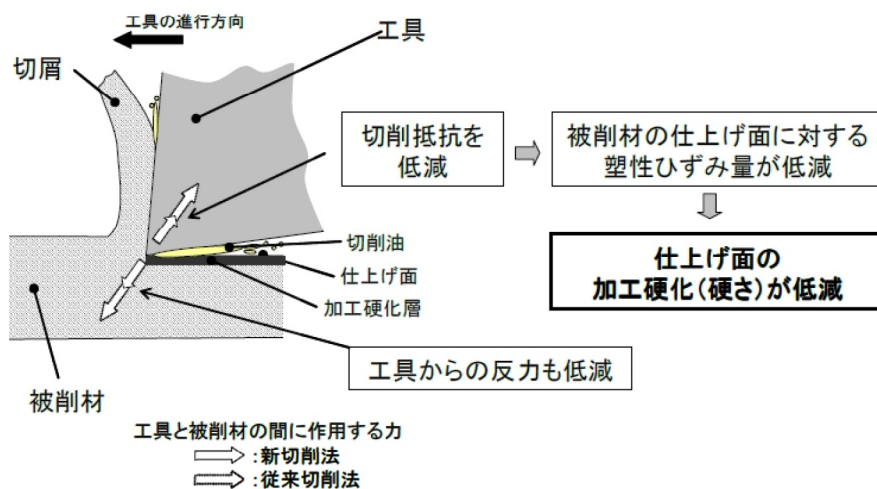 工具の進行方向
工具
切屑
切削抵抗を
低減
被削材の仕上げ面に対する
塑性ひずみ量が低減
切削油
仕上げ面
加工硬化層
仕上げ面の
加工硬化(硬さ)が低減
工具からの反力も低減
被削材
工具と被削材の間に作用する力
:新切削法
:従来切削法